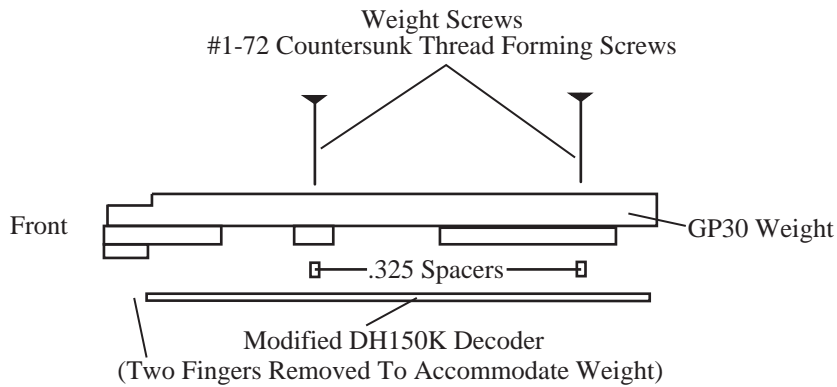 Weight Screws
#1-72 Countersunk Thread Forming Screws
Front
GP30 Weight
.325 Spacers
Modified DH150K Decoder
(Two Fingers Removed To Accommodate Weight)